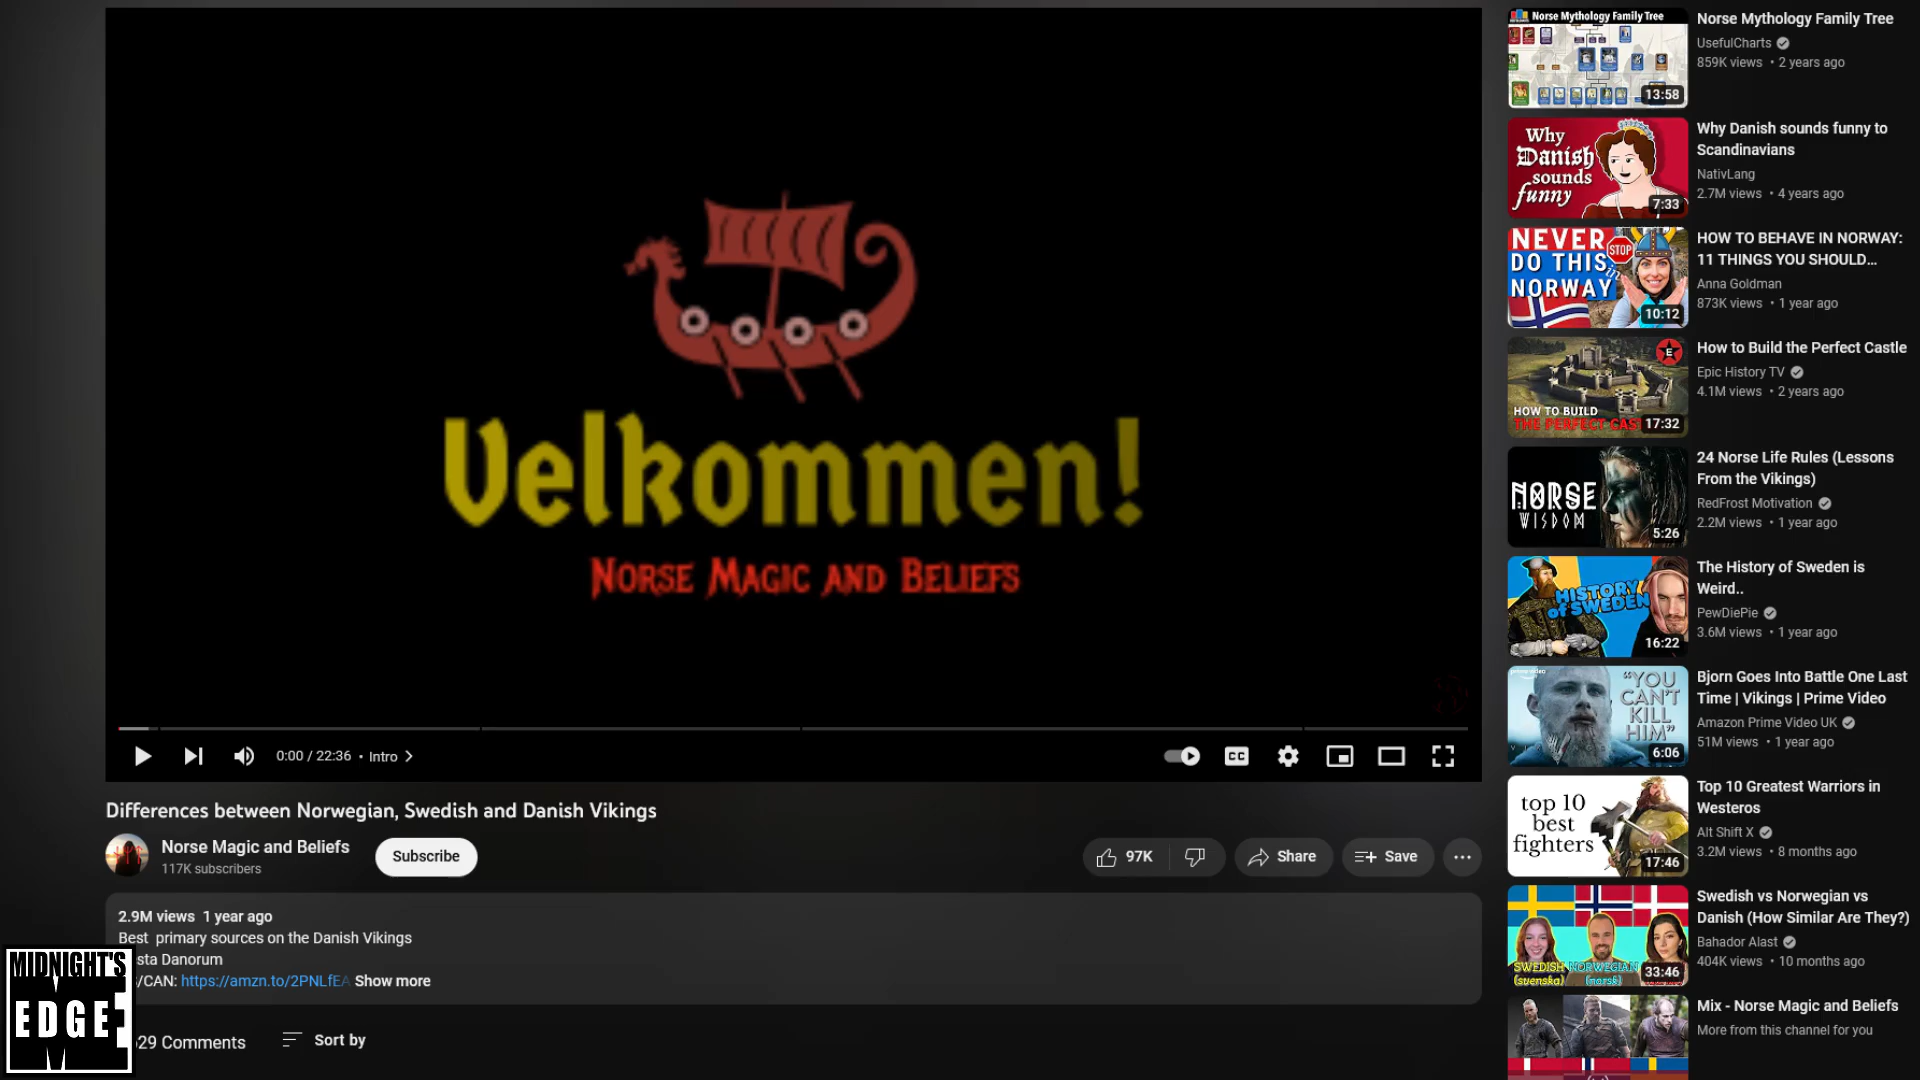 Velkommen!
Norse Magic and Beliefs
0:00 / 22:36 • Intro
CC
Differences between Norwegian, Swedish and Danish Vikings
Norse Magic and Beliefs
117K subscribers
Subscribe
97K
Share
Save
2.9M views 1 year ago
Best primary sources on the Danish Vikings
sta Danorum
/CAN: https://amzn.to/2PNLfEA Show more
29 Comments
Sort by
MIDNIGHT'S
EDGE
Norse Mythology Family Tree
13:58
Norse Mythology Family Tree
UsefulCharts
859K views • 2 years ago
Why
Danish
sounds
funny
7:33
Why Danish sounds funny to
Scandinavians
NativLang
2.7M views • 4 years ago
NEVER
STOP
DO THIS
in
NORWAY
10:12
HOW TO BEHAVE IN NORWAY:
11 THINGS YOU SHOULD...
Anna Goldman
873K views • 1 year ago
E
HOW TO BUILD
THE PERFECT CAS
17:32
How to Build the Perfect Castle
Epic History TV
4.1M views • 2 years ago
NORSE
WISDOM
5:26
24 Norse Life Rules (Lessons
From the Vikings)
RedFrost Motivation
2.2M views • 1 year ago
HISTORY
of SWEDEN
16:22
The History of Sweden is
Weird..
PewDiePie
3.6M views • 1 year ago
prime video
"YOU
CAN'T
KILL
HIM"
6:06
Bjorn Goes Into Battle One Last
Time | Vikings | Prime Video
Amazon Prime Video UK
51M views • 1 year ago
top 10
best
fighters
17:46
Top 10 Greatest Warriors in
Westeros
Alt Shift X
3.2M views • 8 months ago
SWEDISH NORWEGIAN
(svenska) (norsk)
33:46
Swedish vs Norwegian vs
Danish (How Similar Are They?)
Bahador Alast
404K views • 10 months ago
Mix - Norse Magic and Beliefs
More from this channel for you